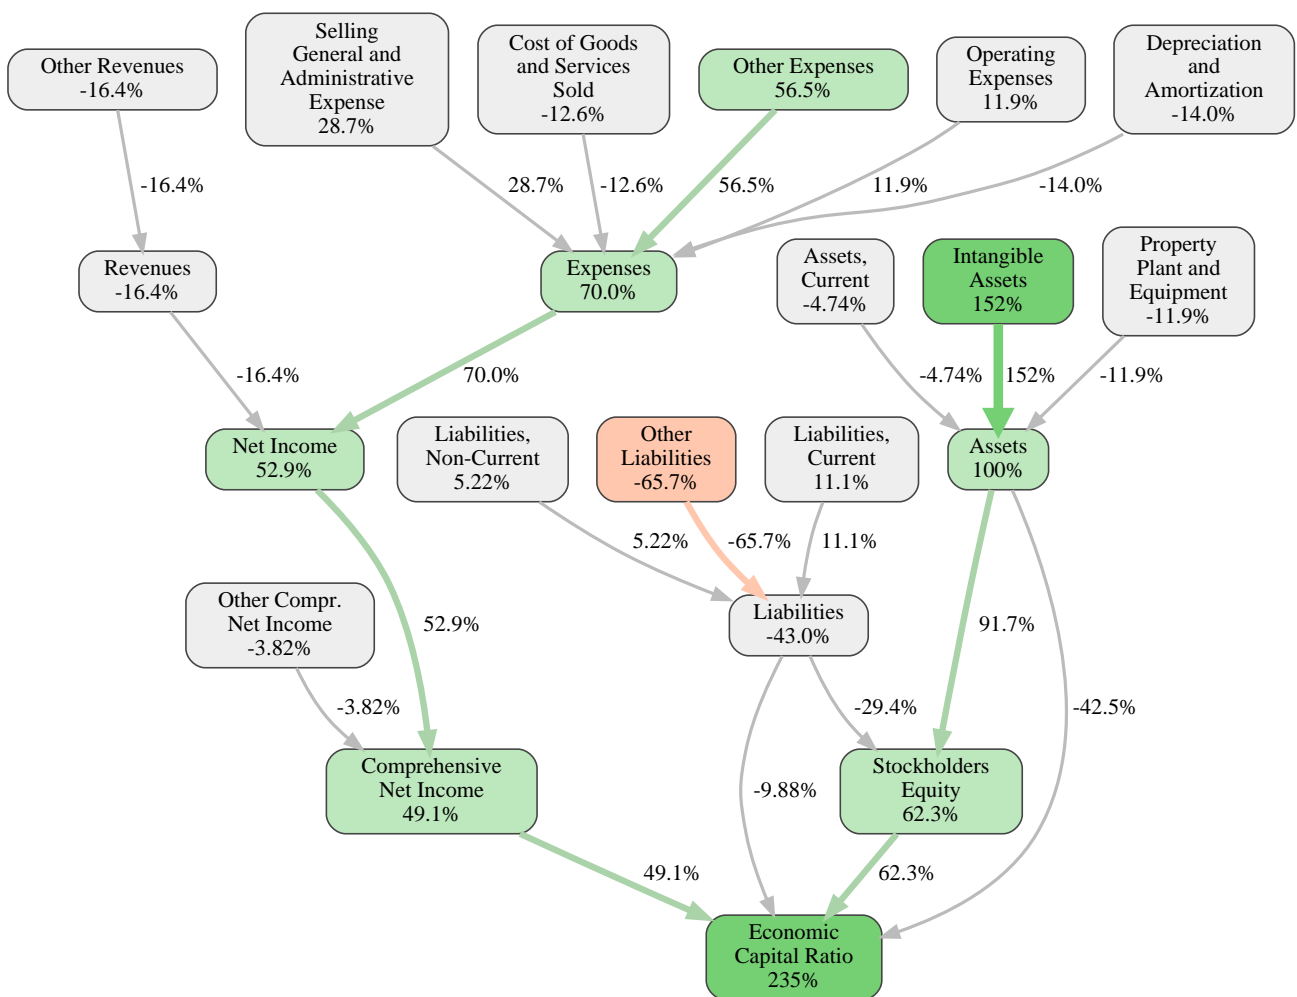 Other Revenues
-16.4%
Selling
General and
Administrative
Expense
28.7%
Cost of Goods
and Services
Sold
-12.6%
Other Expenses
56.5%
Operating
Expenses
11.9%
Depreciation
and
Amortization
-14.0%
-16.4%
28.7%
-12.6%
56.5%
11.9%
-14.0%
Revenues
-16.4%
Expenses
70.0%
Assets,
Current
-4.74%
Intangible
Assets
152%
Property
Plant and
Equipment
-11.9%
-16.4%
70.0%
-4.74%
152%
-11.9%
Net Income
52.9%
Liabilities,
Non-Current
5.22%
Other
Liabilities
-65.7%
Liabilities,
Current
11.1%
Assets
100%
5.22%
-65.7%
11.1%
Other Compr.
Net Income
-3.82%
52.9%
Liabilities
-43.0%
91.7%
-3.82%
-29.4%
-42.5%
Comprehensive
Net Income
49.1%
-9.88%
Stockholders
Equity
62.3%
49.1%
62.3%
Economic
Capital Ratio
235%